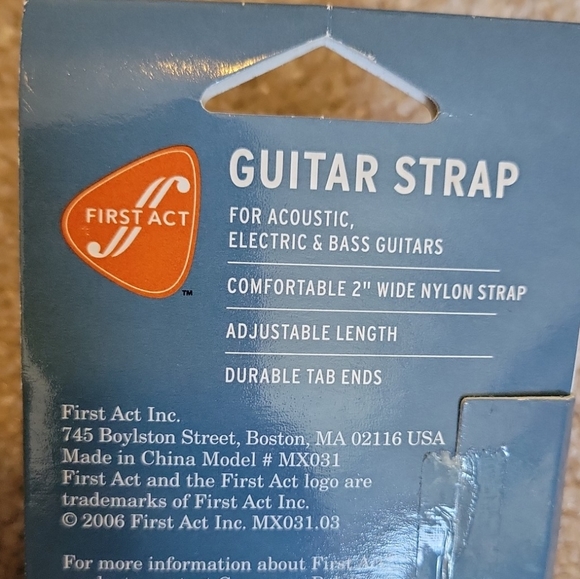 FIRST ACT
TM
GUITAR STRAP
FOR ACOUSTIC,
ELECTRIC & BASS GUITARS
COMFORTABLE 2" WIDE NYLON STRAP
ADJUSTABLE LENGTH
DURABLE TAB ENDS
First Act Inc.
745 Boylston Street, Boston, MA 02116 USA
Made in China Model # MX031
First Act and the First Act logo are
trademarks of First Act Inc.
© 2006 First Act Inc. MX031.03
For more information about First